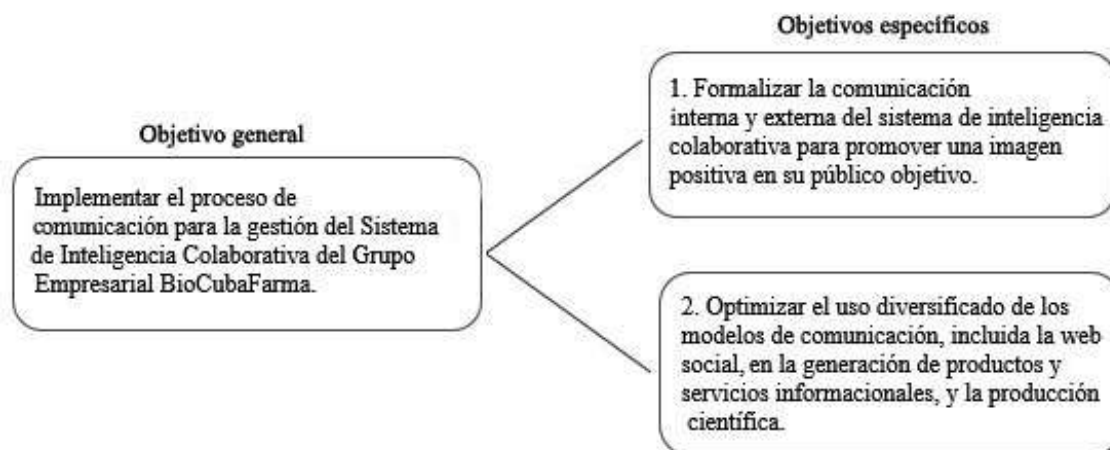 Objetivo general
Implementar el proceso de
comunicación para la gestión del Sistema
de Inteligencia Colaborativa del Grupo
Empresarial BioCubaFarma.
Objetivos específicos
1. Formalizar la comunicación
interna y externa del sistema de inteligencia
colaborativa para promover una imagen
positiva en su público objetivo.
2. Optimizar el uso diversificado de los
modelos de comunicación, incluida la web
social, en la generación de productos y
servicios informacionales, y la producción
científica.